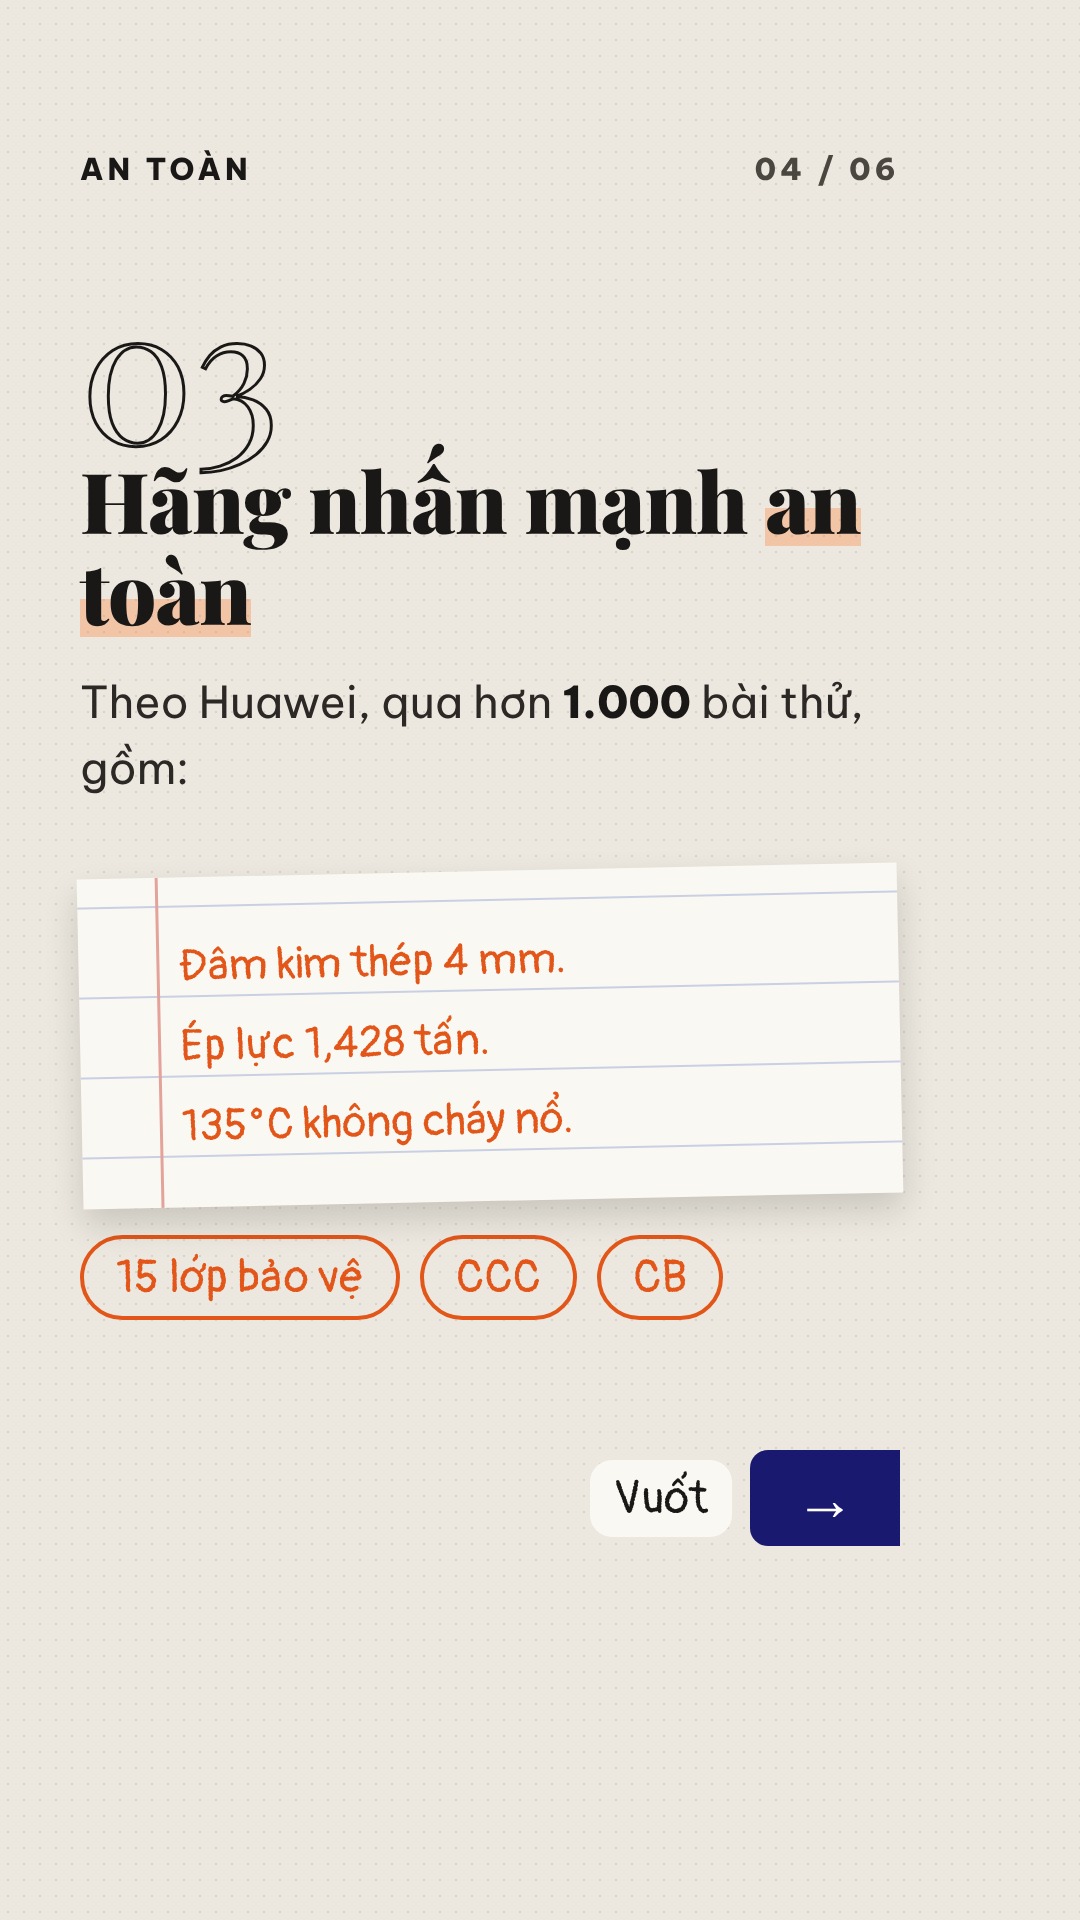 AN TOÀN
04 / 06
03
Hãng nhấn mạnh an
toàn
Theo Huawei, qua hơn 1.000 bài thử,
gồm:
Đâm kim thép 4 mm.
Ép lực 1,428 tấn.
135°C không cháy nổ.
15 lớp bảo vệ CCC CB
Vuốt →